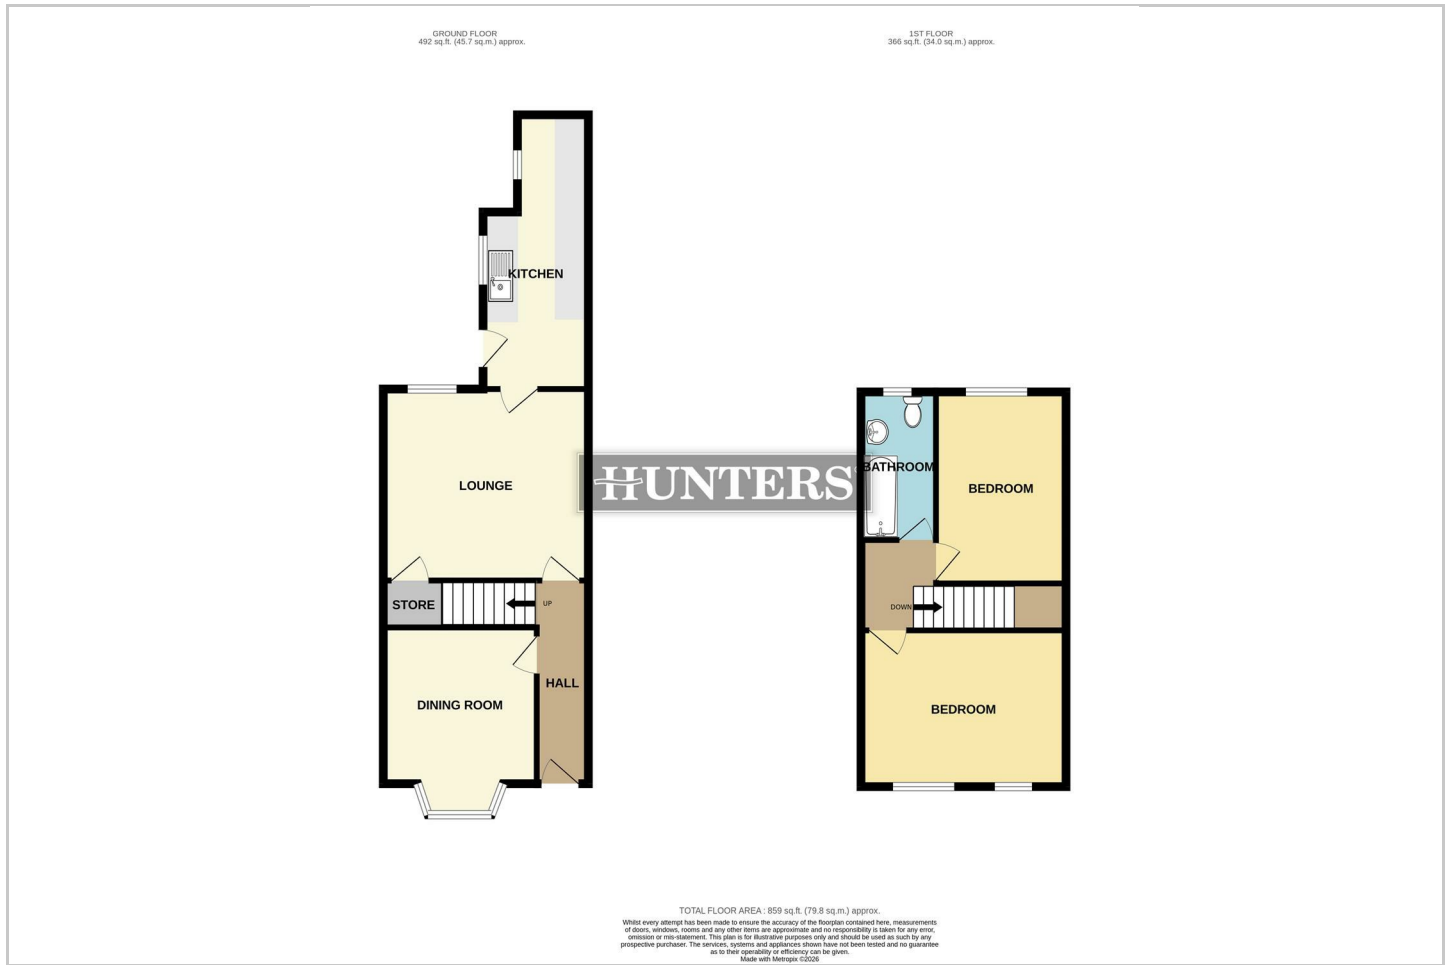 GROUND FLOOR
492 sq.ft. (45.7 sq.m.) approx.
1ST FLOOR
366 sq.ft. (34.0 sq.m.) approx.
KITCHEN
LOUNGE
HUNTERS
BATHROOM
BEDROOM
STORE
UP
DOWN
HALL
DINING ROOM
BEDROOM
TOTAL FLOOR AREA : 859 sq.ft. (79.8 sq.m.) approx.
Whilst every attempt has been made to ensure the accuracy of the floorplan contained here, measurements
of doors, windows, rooms and any other items are approximate and no responsibility is taken for any error,
omission or mis-statement. This plan is for illustrative purposes only and should be used as such by any
prospective purchaser. The services, systems and appliances shown have not been tested and no guarantee
as to their operability or efficiency can be given.
Made with Metropix ©2026